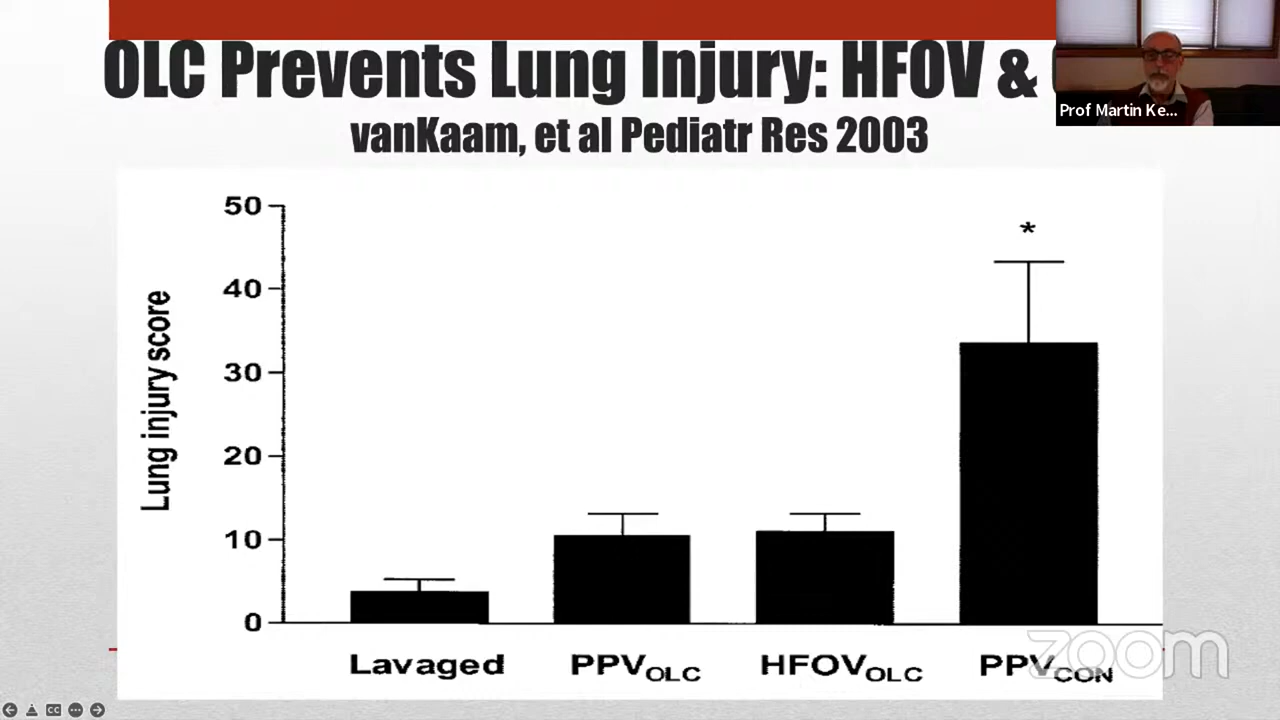 OLC Prevents Lung Injury: HFOV &
vanKaam, et al Pediatr Res 2003
Prof Martin Ke...
50
*
40
30
20
10
0
Lung injury score
Lavaged
PPVOLC
HFOVOLC
PPVCON
zoom
CC